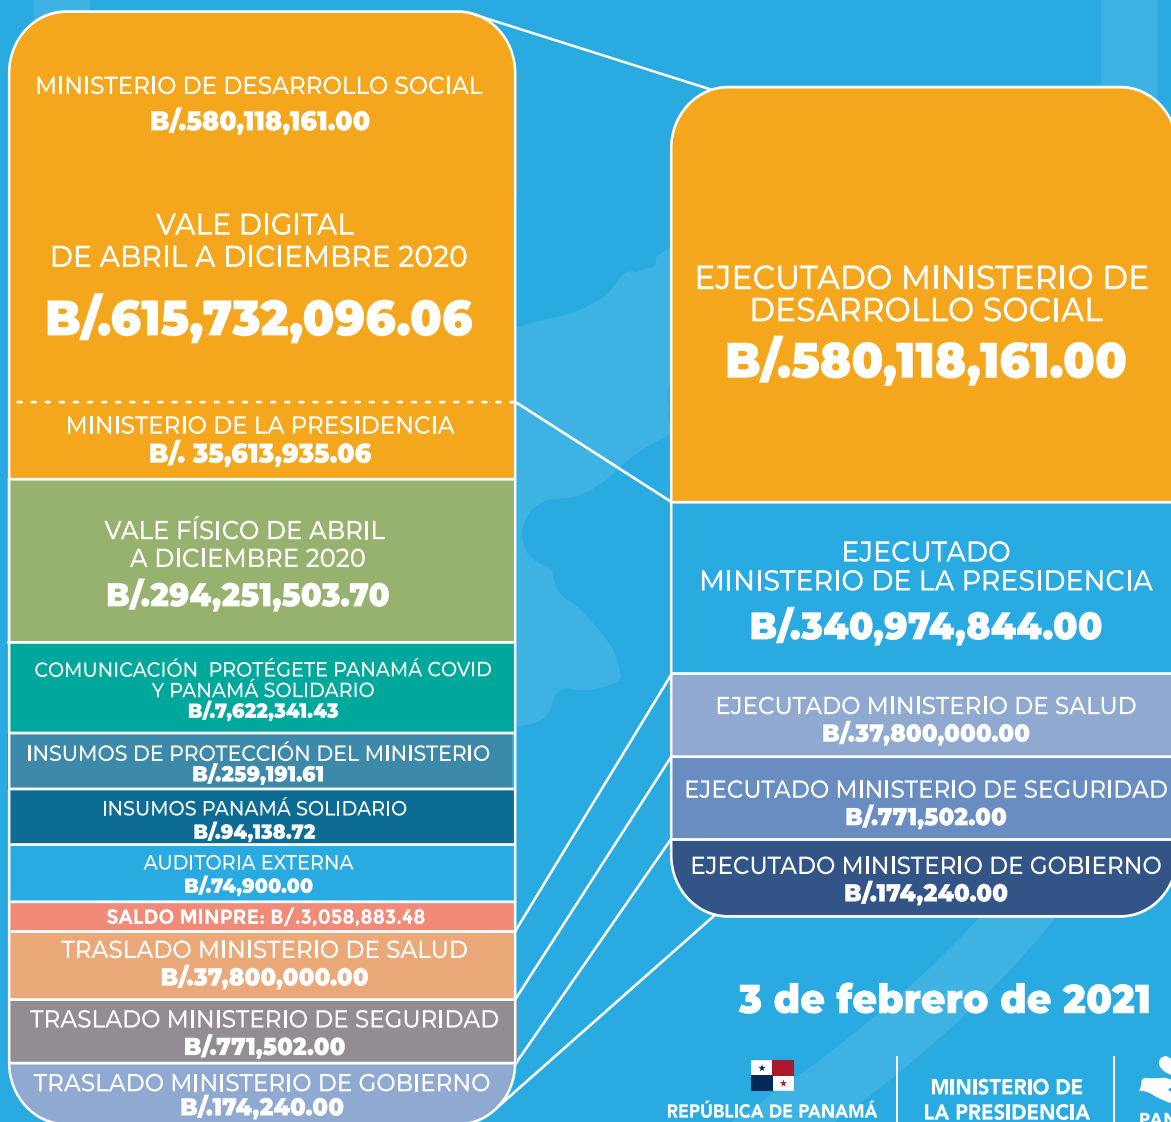 MINISTERIO DE DESARROLLO SOCIAL
B/.580,118,161.00
VALE DIGITAL
DE ABRIL A DICIEMBRE 2020
B/.615,732,096.06
MINISTERIO DE LA PRESIDENCIA
B/. 35,613,935.06
VALE FÍSICO DE ABRIL
A DICIEMBRE 2020
B/.294,251,503.70
COMUNICACIÓN PROTÉGETE PANAMÁ COVID
Y PANAMÁ SOLIDARIO
B/.7,622,341.43
INSUMOS DE PROTECCIÓN DEL MINISTERIO
B/.259,191.61
INSUMOS PANAMÁ SOLIDARIO
B/.94,138.72
AUDITORIA EXTERNA
B/.74,900.00
SALDO MINPRE: B/.3,058,883.48
TRASLADO MINISTERIO DE SALUD
B/.37,800,000.00
TRASLADO MINISTERIO DE SEGURIDAD
B/.771,502.00
TRASLADO MINISTERIO DE GOBIERNO
B/.174,240.00
EJECUTADO MINISTERIO DE
DESARROLLO SOCIAL
B/.580,118,161.00
EJECUTADO
MINISTERIO DE LA PRESIDENCIA
B/.340,974,844.00
EJECUTADO MINISTERIO DE SALUD
B/.37,800,000.00
EJECUTADO MINISTERIO DE SEGURIDAD
B/.771,502.00
EJECUTADO MINISTERIO DE GOBIERNO
B/.174,240.00
3 de febrero de 2021
REPÚBLICA DE PANAMÁ
MINISTERIO DE
LA PRESIDENCIA